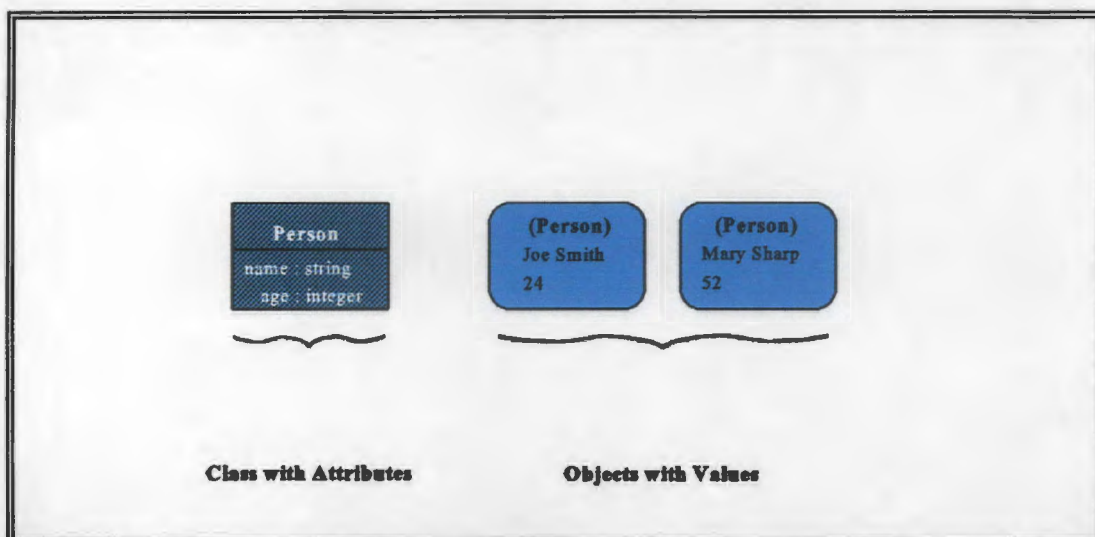 Person
name : string
age : integer
(Person)
Joe Smith
24
(Person)
Mary Sharp
52
Class with Attributes
Objects with Values